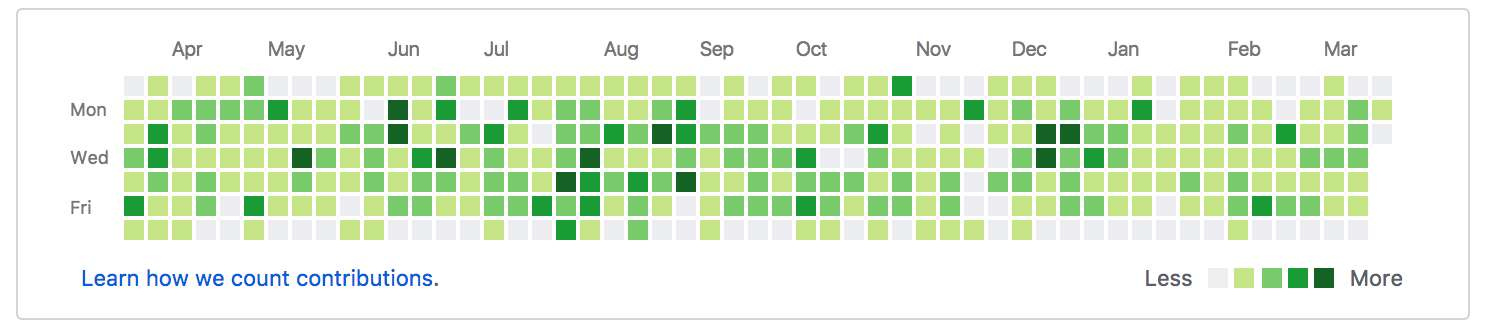 Apr May Jun Jul Aug Sep Oct Nov Dec Jan Feb Mar
Mon
Wed
Fri
Learn how we count contributions. Less More